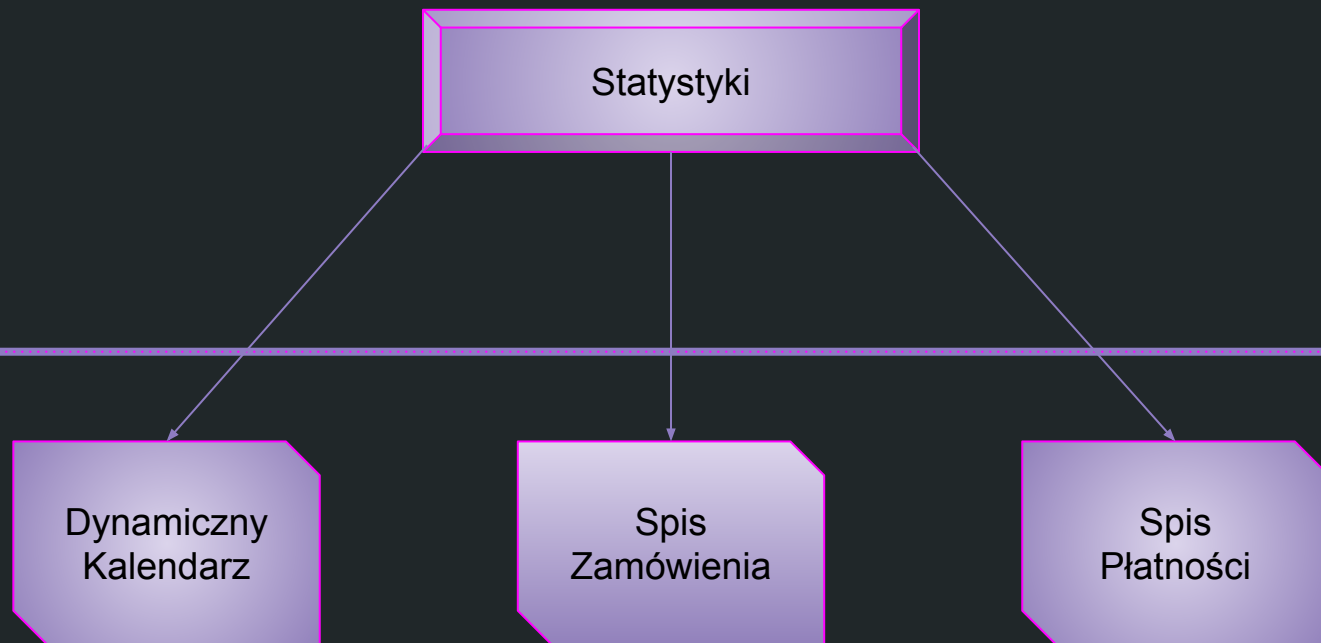 Statystyki
Dynamiczny
Kalendarz
Spis
Zamówienia
Spis
Płatności